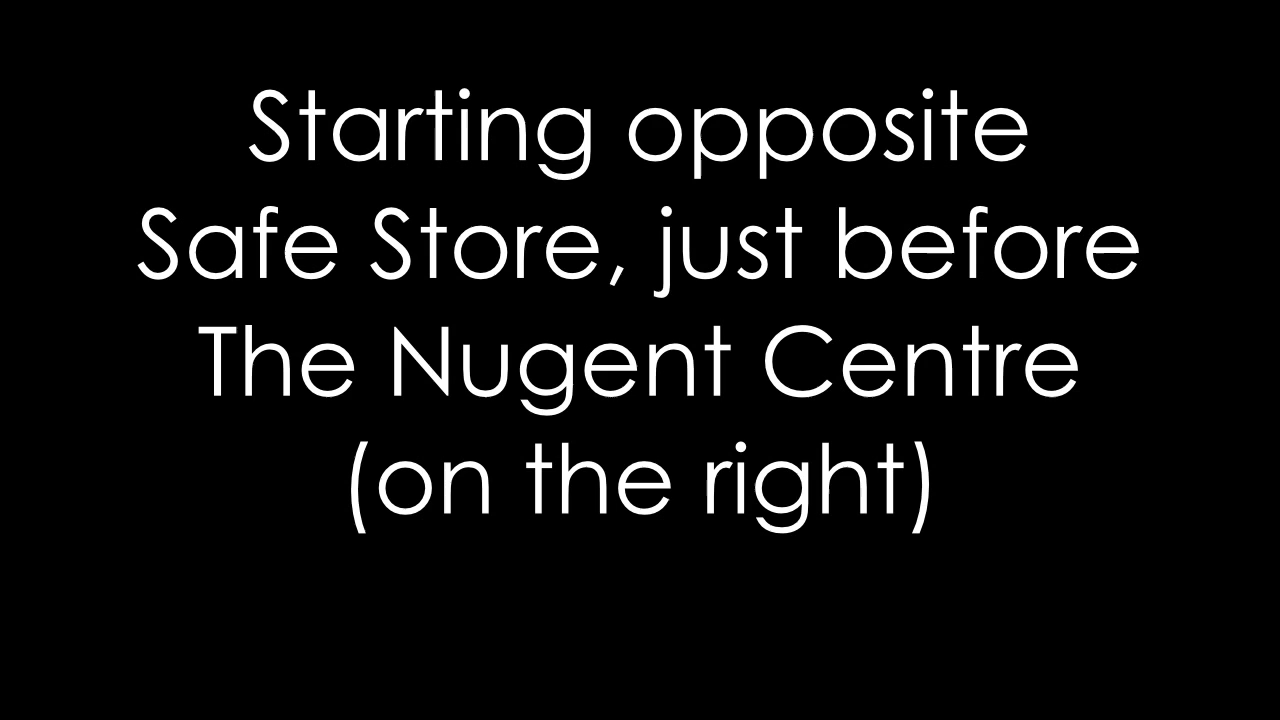 Starting opposite
Safe Store, just before
The Nugent Centre
(on the right)